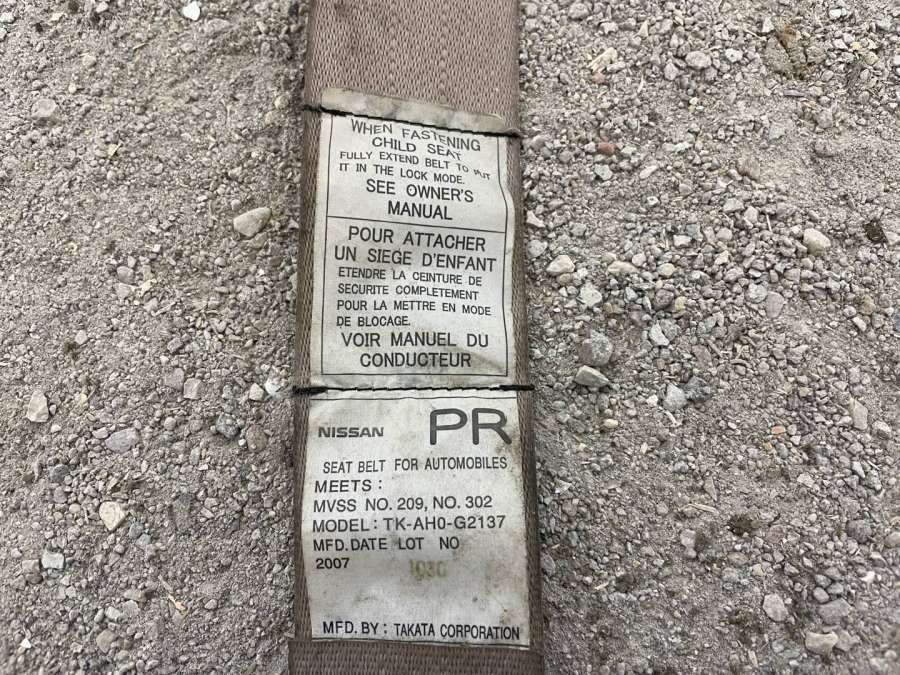 WHEN FASTENING
CHILD SEAT
FULLY EXTEND BELT TO PUT
IT IN THE LOCK MODE.
SEE OWNER'S
MANUAL
POUR ATTACHER
UN SIEGE D'ENFANT
ETENDRE LA CEINTURE DE
SECURITE COMPLETEMENT
POUR LA METTRE EN MODE
DE BLOCAGE.
VOIR MANUEL DU
CONDUCTEUR
NISSAN PR
SEAT BELT FOR AUTOMOBILES
MEETS :
MVSS NO. 209, NO. 302
MODEL : TK-AH0-G2137
MFD. DATE LOT NO
2007
MFD. BY : TAKATA CORPORATION